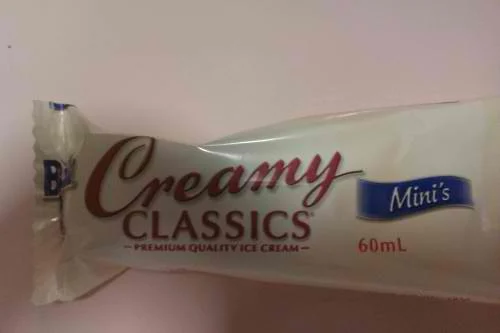 Creamy
CLASSICS
PREMIUM QUALITY ICE CREAM
Mini's
60mL